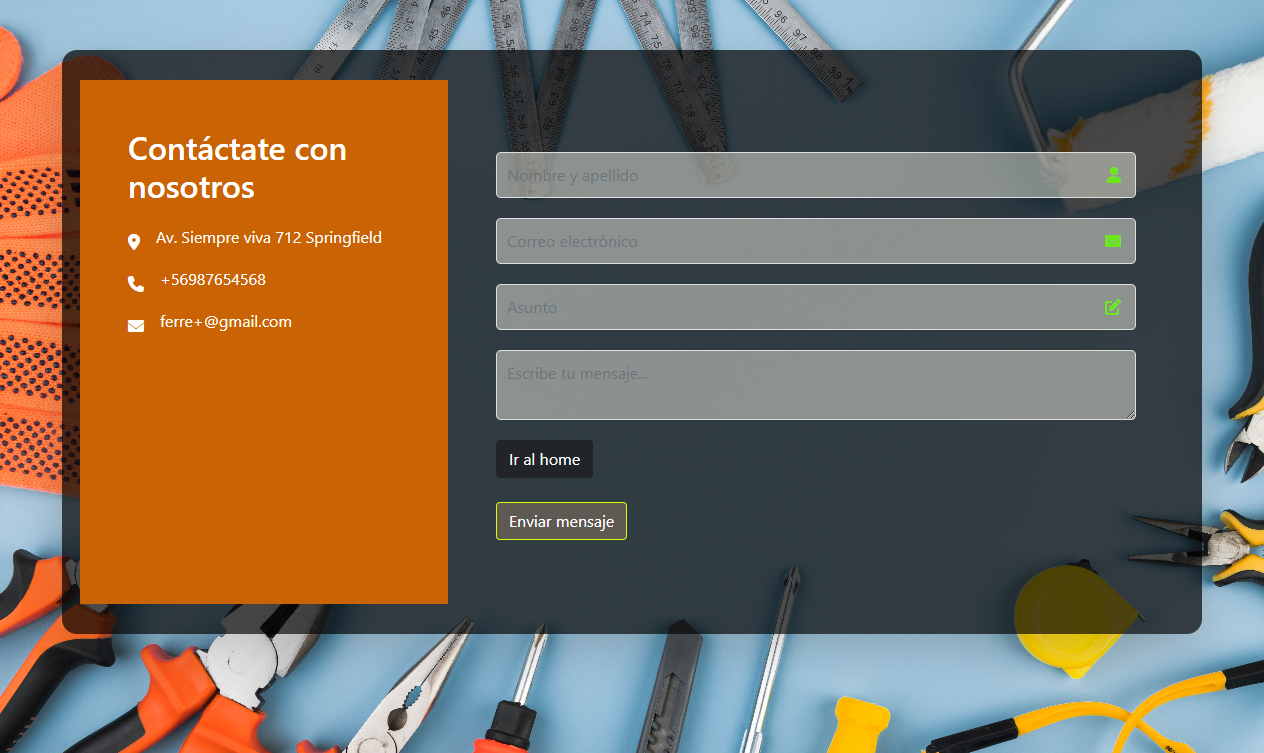 Contáctate con
nosotros
Av. Siempre viva 712 Springfield
+56987654568
ferre+@gmail.com
Nombre y apellido
Correo electrónico
Asunto
Escribe tu mensaje...
Ir al home
Enviar mensaje